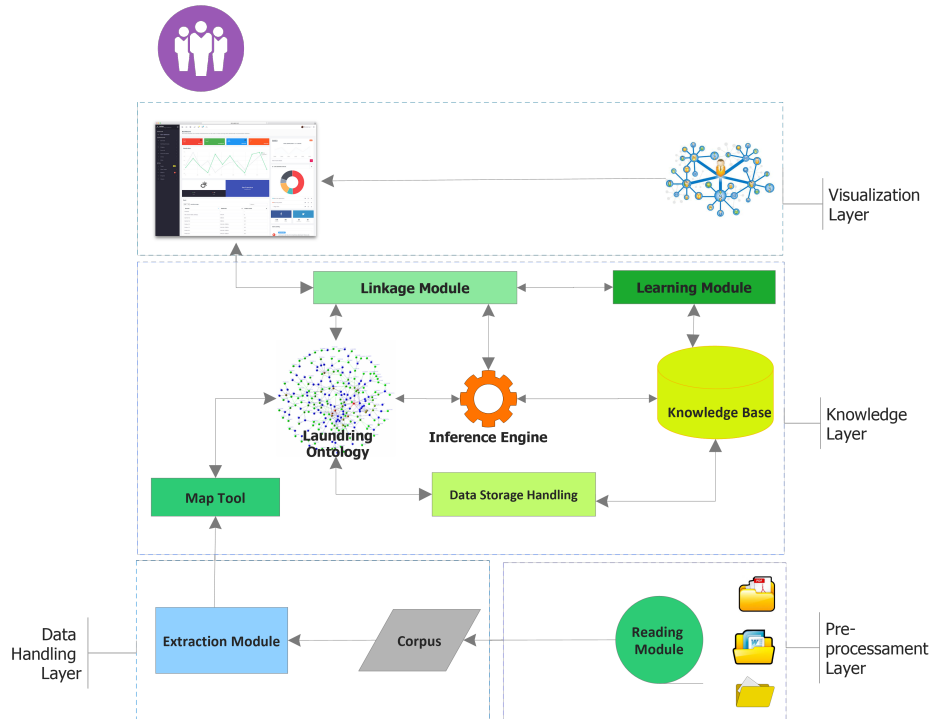 Visualization
Layer
Linkage Module
Learning Module
Laundring
Ontology
Inference Engine
Knowledge Base
Knowledge
Layer
Map Tool
Data Storage Handling
Data
Handling
Layer
Extraction Module
Corpus
Reading
Module
Pre-
processament
Layer